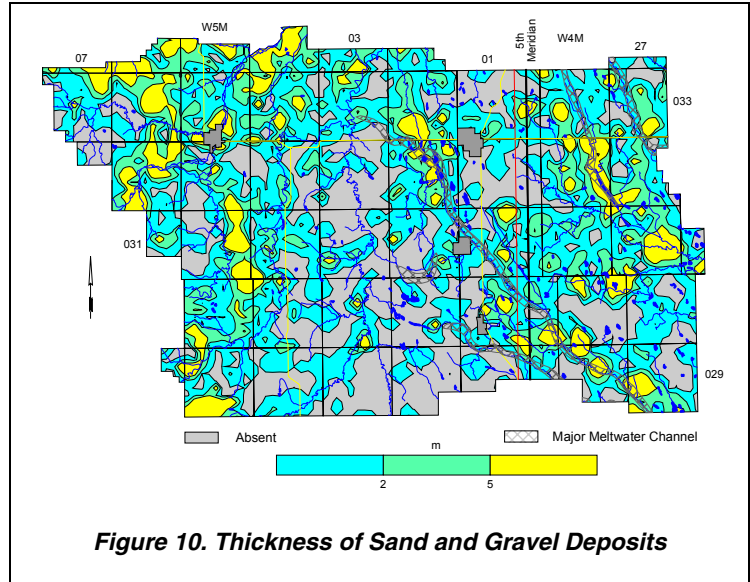 W5M
07
03
01
5th
Meridian
W4M
27
033
031
029
Absent
Major Meltwater Channel
m
2
5
Figure 10. Thickness of Sand and Gravel Deposits